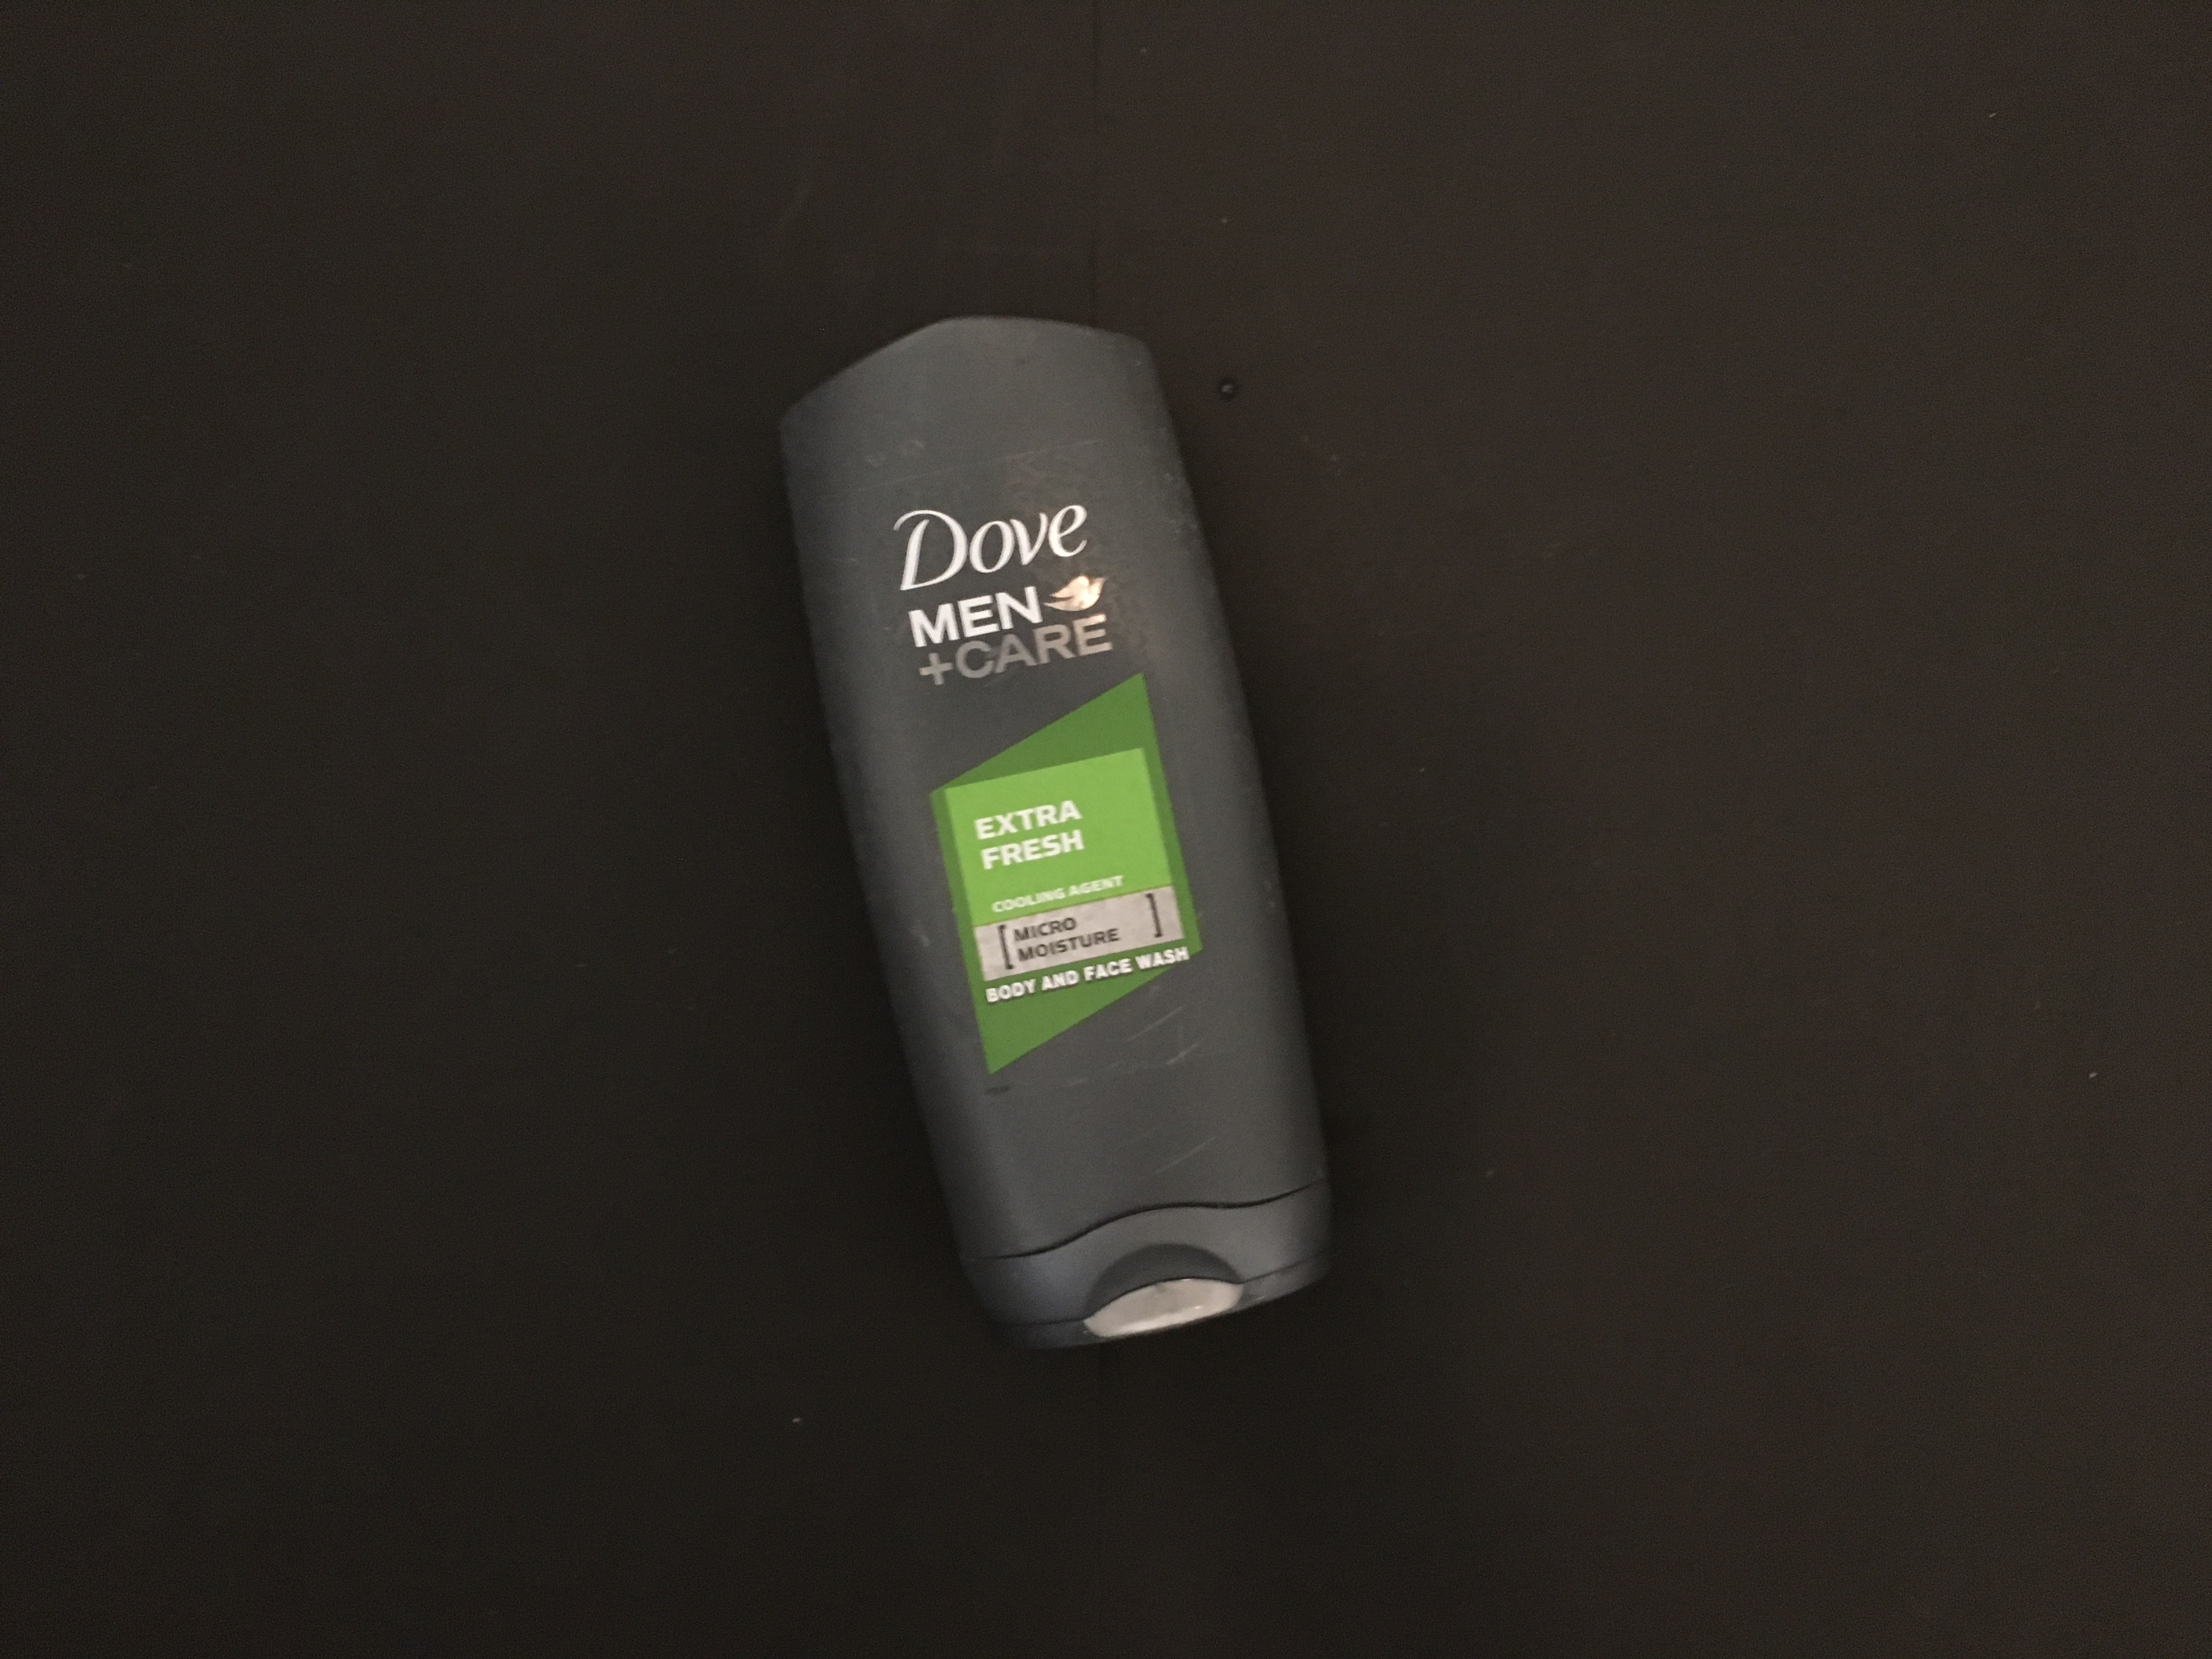 Dove
MEN
+CARE
EXTRA
FRESH
COOLING AGENT
[MICRO
MOISTURE]
BODY AND FACE WASH